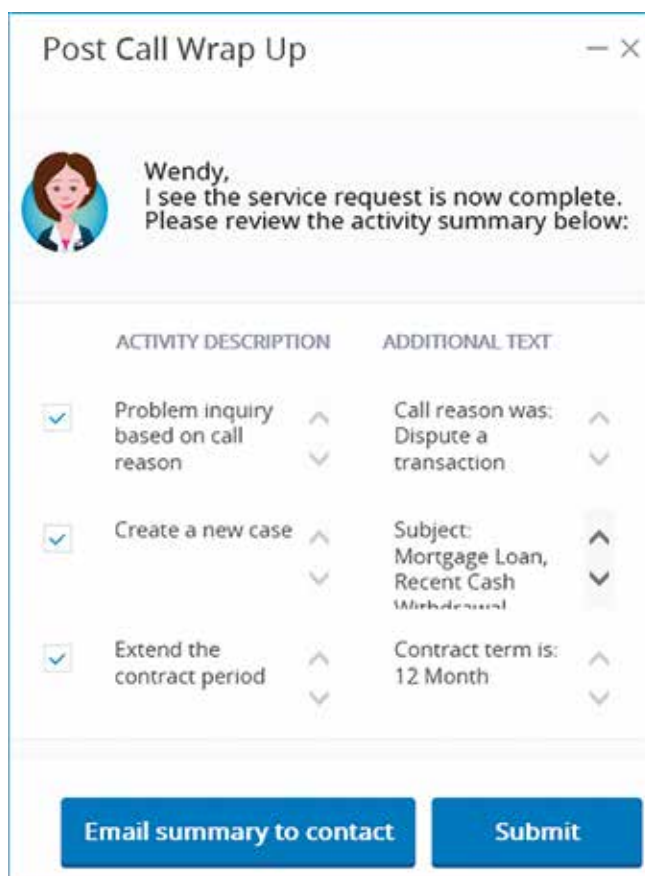 Post Call Wrap Up
Wendy,
I see the service request is now complete.
Please review the activity summary below:
ACTIVITY DESCRIPTION ADDITIONAL TEXT
Problem inquiry
based on call
reason
Call reason was:
Dispute a
transaction
Create a new case
Subject:
Mortgage Loan,
Recent Cash
Withdrawal
Extend the
contract period
Contract term is:
12 Month
Email summary to contact
Submit